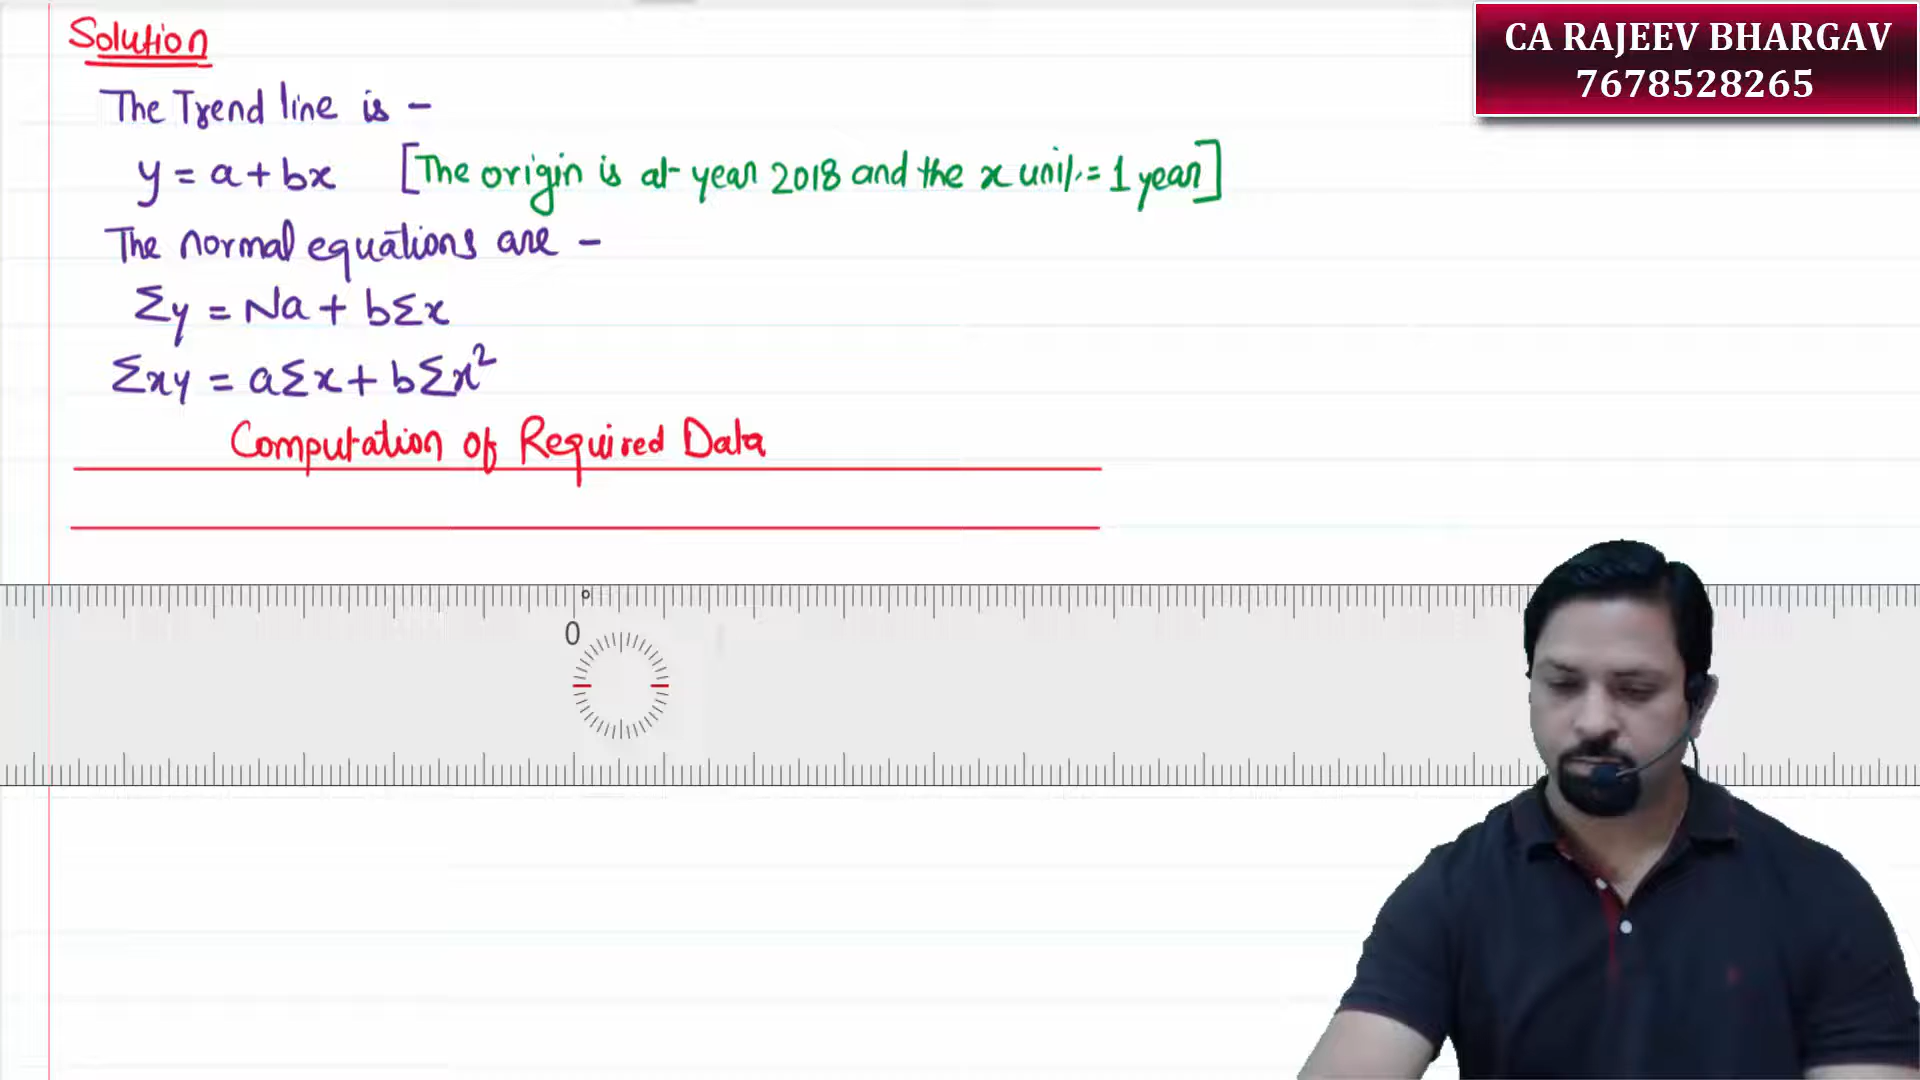 Solution
CA RAJEEV BHARGAV
7678528265
The Trend line is -
y = a + bx [The origin is at year 2018 and the x unit = 1 year]
The normal equations are -
Σy = Na + bΣx
Σxy = aΣx + bΣx²
Computation of Required Data
0°